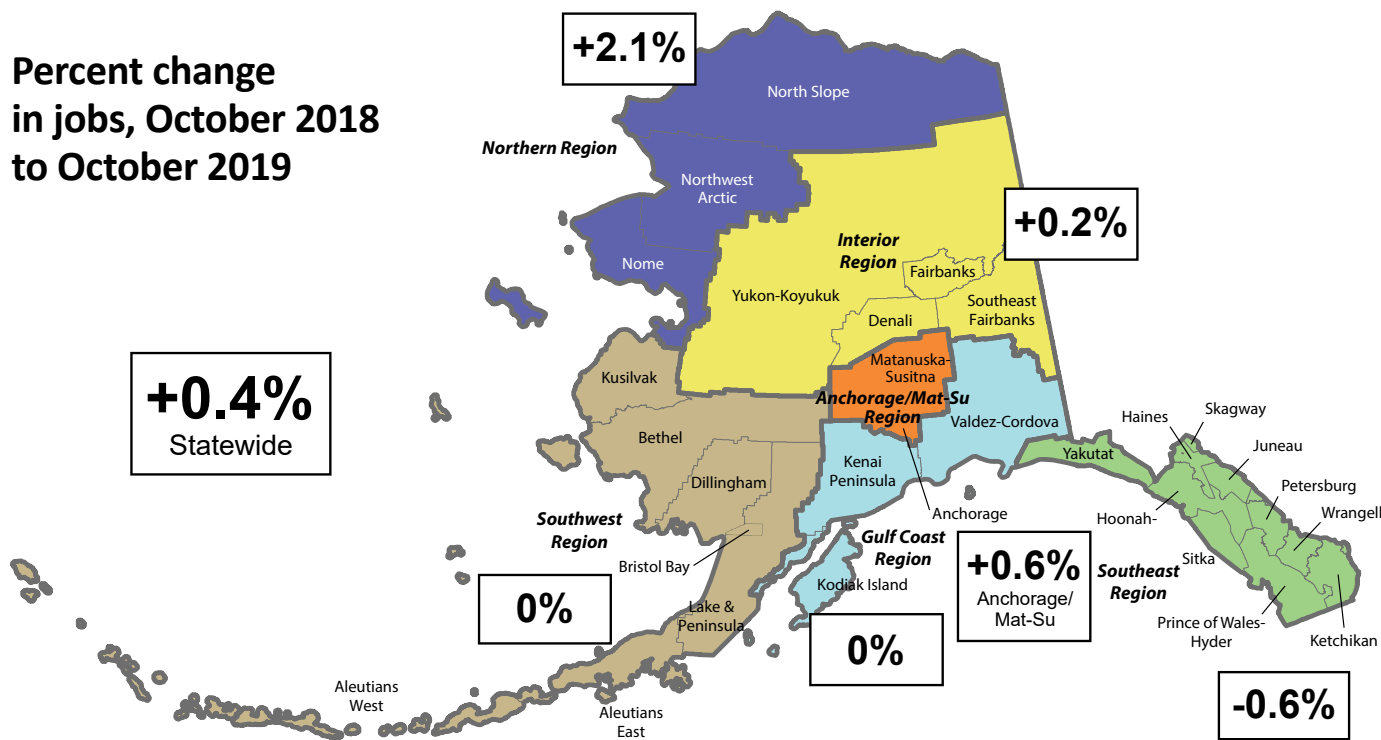 Percent change
in jobs, October 2018
to October 2019
+2.1%
North Slope
Northern Region
Northwest
Arctic
Nome
+0.2%
Interior
Region
Fairbanks
Yukon-Koyukuk
Denali
Southeast
Fairbanks
+0.4%
Statewide
Kusilvak
Matanuska-
Susitna
Anchorage/Mat-Su
Region
Valdez-Cordova
Bethel
Dillingham
Kenai
Peninsula
Anchorage
Southwest
Region
Bristol Bay
Gulf Coast
Region
Kodiak Island
Lake &
Peninsula
0%
0%
+0.6%
Anchorage/
Mat-Su
Haines
Skagway
Yakutat
Juneau
Petersburg
Wrangell
Hoonah-
Sitka
Southeast
Region
Prince of Wales-
Hyder
Ketchikan
-0.6%
Aleutians
West
Aleutians
East